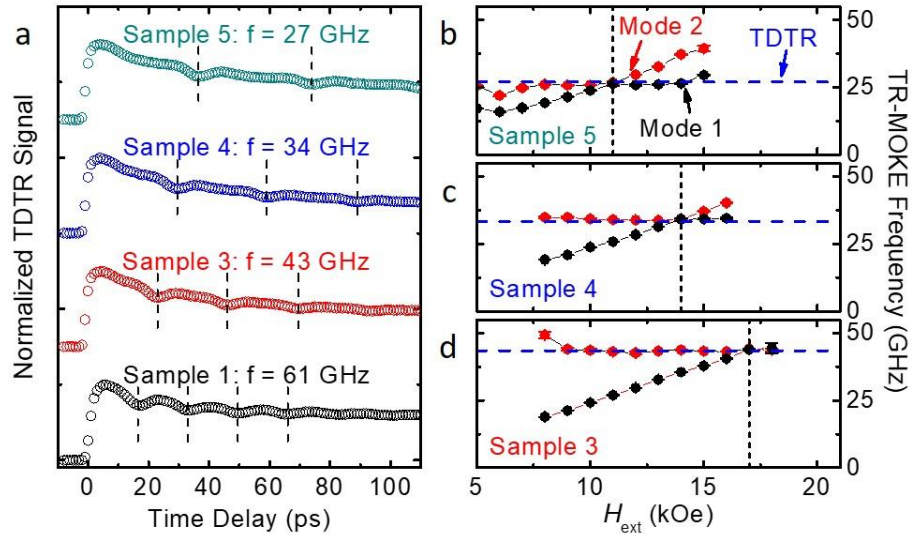 a
Normalized TDTR Signal
Sample 5: f = 27 GHz
Sample 4: f = 34 GHz
Sample 3: f = 43 GHz
Sample 1: f = 61 GHz
0 20 40 60 80 100
Time Delay (ps)
b
Mode 2
TDTR
Mode 1
Sample 5
50
25
0
c
Sample 4
50
25
0
d
Sample 3
50
25
0
TR-MOKE Frequency (GHz)
5 10 15 20
Hext (kOe)